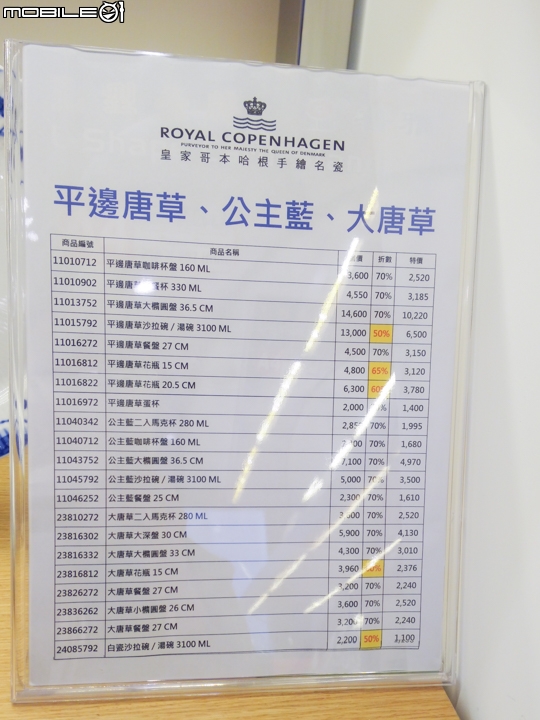 MOBILE01
ROYAL COPENHAGEN
PURVEYOR TO HER MAJESTY THE QUEEN OF DENMARK
皇家哥本哈根手繪名瓷
平邊唐草、公主藍、大唐草
商品編號 商品名稱 價 折數 特價
11010712 平邊唐草咖啡杯盤 160 ML 3,600 70% 2,520
11010902 平邊唐 杯 330 ML 4,550 70% 3,185
11013752 平邊唐草大橢圓盤 36.5 CM 14,600 70% 10,220
11015792 平邊唐草沙拉碗 / 湯碗 3100 ML 13,000 50% 6,500
11016272 平邊唐草餐盤 27 CM 4,500 70% 3,150
11016812 平邊唐草花瓶 15 CM 4,800 65% 3,120
11016822 平邊唐草花瓶 20.5 CM 6,300 60% 3,780
11016972 平邊唐草蛋杯 2,000 1,400
11040342 公主藍二入馬克杯 280 ML 2,850 70% 1,995
11040712 公主藍咖啡杯盤 160 ML 70% 1,680
11043752 公主藍大橢圓盤 36.5 CM 7,100 70% 4,970
11045792 公主藍沙拉碗 / 湯碗 3100 ML 5,000 70% 3,500
11046252 公主藍餐盤 25 CM 2,300 70% 1,610
23810272 大唐草二入馬克杯 280 ML 3,600 70% 2,520
23816302 大唐草大深盤 30 CM 5,900 70% 4,130
23816332 大唐草大橢圓盤 33 CM 4,300 70% 3,010
23816812 大唐草花瓶 15 CM 3,960 2,376
23826272 大唐草餐盤 27 CM 3,200 70% 2,240
23836262 大唐草小橢圓盤 26 CM 3,600 70% 2,520
23866272 大唐草餐盤 27 CM 3,200 70% 2,240
24085792 白瓷沙拉碗 / 湯碗 3100 ML 2,200 50% 1,100